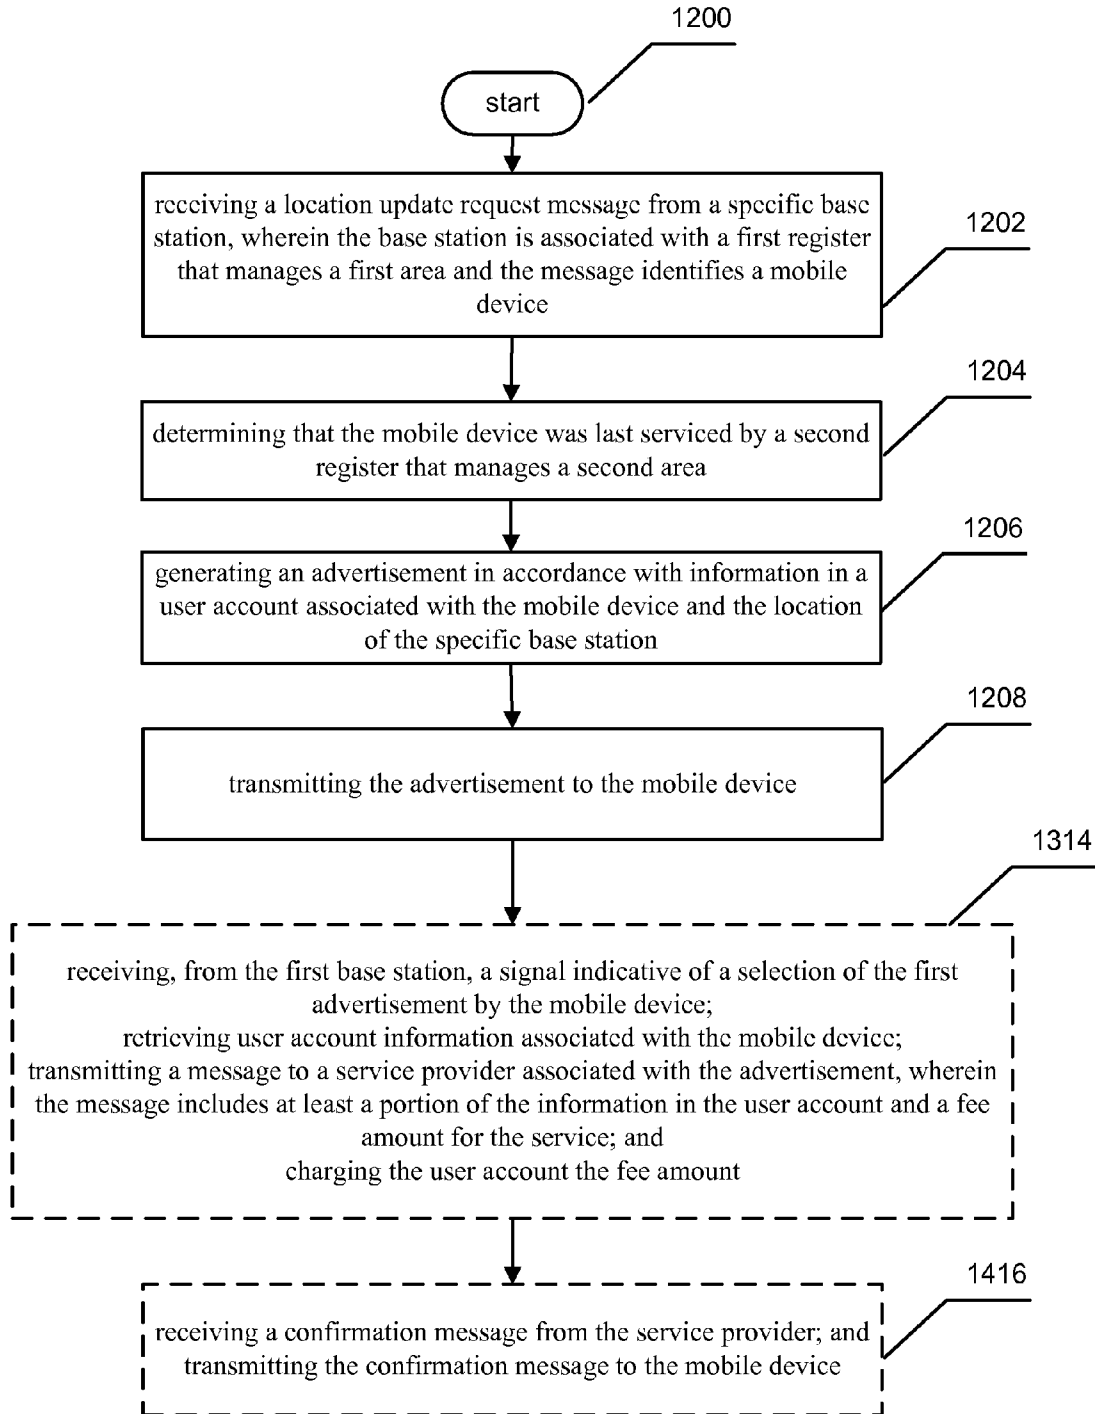 1200
start
receiving a location update request message from a specific base
station, wherein the base station is associated with a first register
that manages a first area and the message identifies a mobile
device
1202
1204
determining that the mobile device was last serviced by a second
register that manages a second area
1206
generating an advertisement in accordance with information in a
user account associated with the mobile device and the location
of the specific base station
1208
transmitting the advertisement to the mobile device
1314
receiving, from the first base station, a signal indicative of a selection of the first
advertisement by the mobile device;
retrieving user account information associated with the mobile device;
transmitting a message to a service provider associated with the advertisement, wherein
the message includes at least a portion of the information in the user account and a fee
amount for the service; and
charging the user account the fee amount
1416
receiving a confirmation message from the service provider; and
transmitting the confirmation message to the mobile device